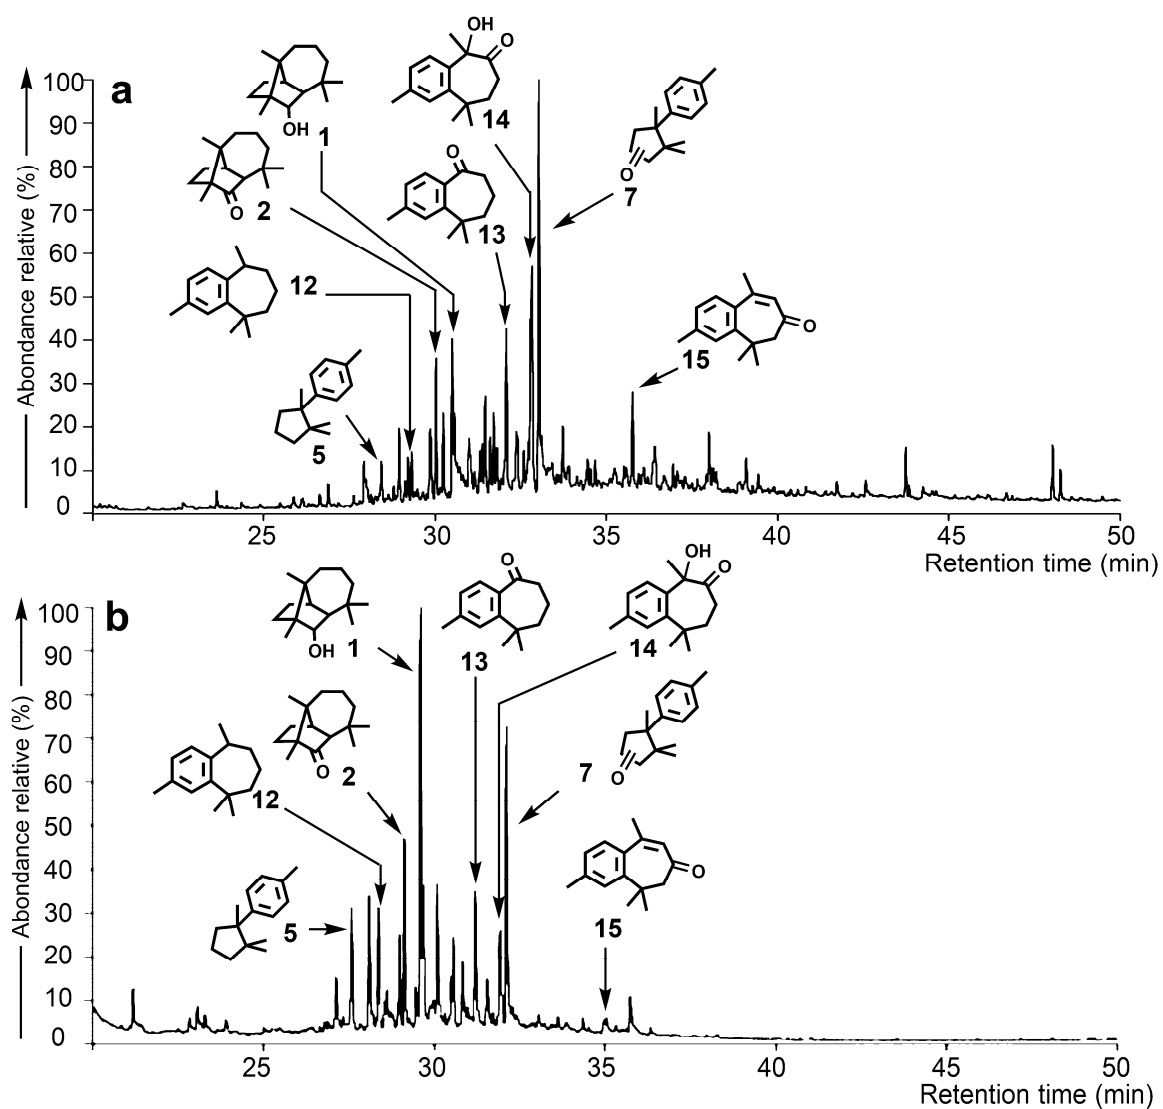 a
Abondance relative (%)
100
90
80
70
60
50
40
30
20
10
0
OH 1
O 2
12
5
OH
O
14
O
13
O
7
O
15
25 30 35 40 45 50
Retention time (min)
b
Abondance relative (%)
100
90
80
70
60
50
40
30
20
10
0
OH 1
O 2
12
5
O
13
OH
O
14
O
7
O
15
25 30 35 40 45 50
Retention time (min)